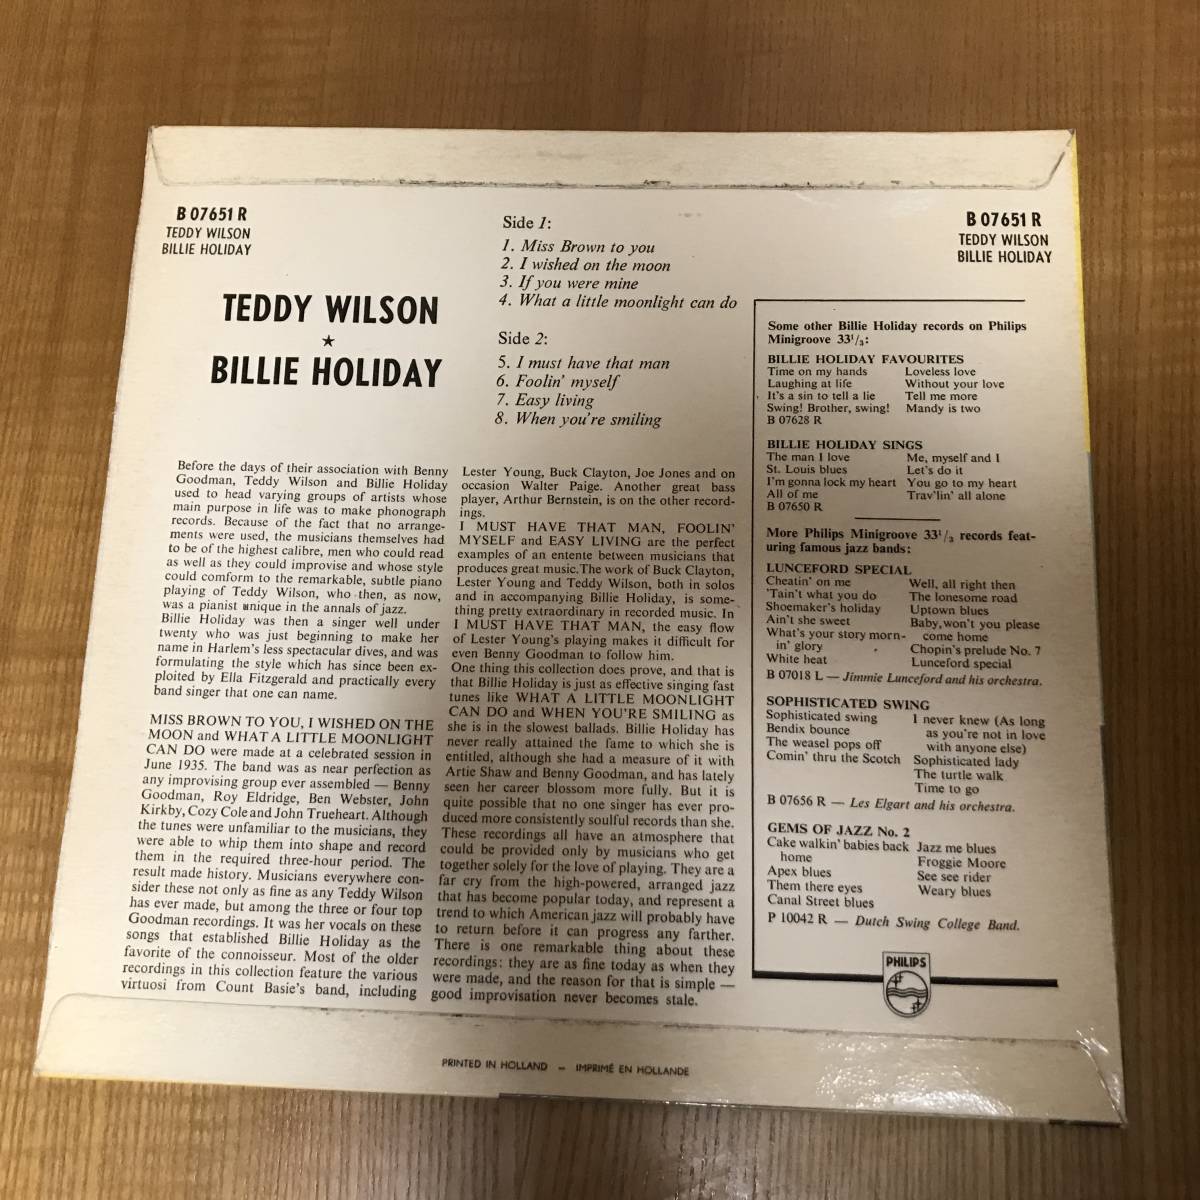 B 07651 R
TEDDY WILSON
BILLIE HOLIDAY
TEDDY WILSON
★
BILLIE HOLIDAY
Side 1:
1. Miss Brown to you
2. I wished on the moon
3. If you were mine
4. What a little moonlight can do
Side 2:
5. I must have that man
6. Foolin' myself
7. Easy living
8. When you're smiling
B 07651 R
TEDDY WILSON
BILLIE HOLIDAY
Before the days of their association with Benny
Goodman, Teddy Wilson and Billie Holiday
used to head varying groups of artists whose
main purpose in life was to make phonograph
records. Because of the fact that no arrange-
ments were used, the musicians themselves had
to be of the highest calibre, men who could read
as well as they could improvise and whose style
could comform to the remarkable, subtle piano
playing of Teddy Wilson, who then, as now,
was a pianist unique in the annals of jazz.
Billie Holiday was then a singer well under
twenty who was just beginning to make her
name in Harlem's less spectacular dives, and was
formulating the style which has since been ex-
ploited by Ella Fitzgerald and practically every
band singer that one can name.
MISS BROWN TO YOU, I WISHED ON THE
MOON and WHAT A LITTLE MOONLIGHT
CAN DO were made at a celebrated session in
June 1935. The band was as near perfection as
any improvising group ever assembled — Benny
Goodman, Roy Eldridge, Ben Webster, John
Kirkby, Cozy Cole and John Trueheart. Although
the tunes were unfamiliar to the musicians, they
were able to whip them into shape and record
them in the required three-hour period. The
result made history. Musicians everywhere con-
sider these not only as fine as any Teddy Wilson
has ever made, but among the three or four top
Goodman recordings. It was her vocals on these
songs that established Billie Holiday as the
favorite of the connoisseur. Most of the older
recordings in this collection feature the various
virtuosi from Count Basie's band, including
Lester Young, Buck Clayton, Joe Jones and on
occasion Walter Paige. Another great bass
player, Arthur Bernstein, is on the other record-
ings.
I MUST HAVE THAT MAN, FOOLIN'
MYSELF and EASY LIVING are the perfect
examples of an entente between musicians that
produces great music. The work of Buck Clayton,
Lester Young and Teddy Wilson, both in solos
and in accompanying Billie Holiday, is some-
thing pretty extraordinary in recorded music. In
I MUST HAVE THAT MAN, the easy flow
of Lester Young's playing makes it difficult for
even Benny Goodman to follow him.
One thing this collection does prove, and that is
that Billie Holiday is just as effective singing fast
tunes like WHAT A LITTLE MOONLIGHT
CAN DO and WHEN YOU'RE SMILING as
she is in the slowest ballads. Billie Holiday has
never really attained the fame to which she is
entitled, although she had a measure of it with
Artie Shaw and Benny Goodman, and has lately
seen her career blossom more fully. But it is
quite possible that no one singer has ever pro-
duced more consistently soulful records than she.
These recordings all have an atmosphere that
could be provided only by musicians who get
together solely for the love of playing. They are a
far cry from the high-powered, arranged jazz
that has become popular today, and represent a
trend to which American jazz will probably have
to return before it can progress any farther.
There is one remarkable thing about these
recordings: they are as fine today as when they
were made, and the reason for that is simple —
good improvisation never becomes stale.
Some other Billie Holiday records on Philips
Minigroove 33 1/3:
BILLIE HOLIDAY FAVOURITES
Time on my hands Loveless love
Laughing at life Without your love
It's a sin to tell a lie Tell me more
Swing! Brother, swing! Mandy is two
B 07628 R
BILLIE HOLIDAY SINGS
The man I love Me, myself and I
St. Louis blues Let's do it
I'm gonna lock my heart You go to my heart
All of me Trav'lin' all alone
B 07650 R
More Philips Minigroove 33 1/3 records feat-
uring famous jazz bands:
LUNCEFORD SPECIAL
Cheatin' on me Well, all right then
'Tain't what you do The lonesome road
Shoemaker's holiday Uptown blues
Ain't she sweet Baby, won't you please
What's your story morn- come home
in' glory Chopin's prelude No. 7
White heat Lunceford special
B 07018 L — Jimmie Lunceford and his orchestra.
SOPHISTICATED SWING
Sophisticated swing I never knew (As long
Bendix bounce as you're not in love
The weasel pops off with anyone else)
Comin' thru the Scotch Sophisticated lady
The turtle walk
Time to go
B 07656 R — Les Elgart and his orchestra.
GEMS OF JAZZ No. 2
Cake walkin' babies back Jazz me blues
home Froggie Moore
Apex blues See see rider
Them there eyes Weary blues
Canal Street blues
P 10042 R — Dutch Swing College Band.
PHILIPS
PRINTED IN HOLLAND – IMPRIMÉ EN HOLLANDE